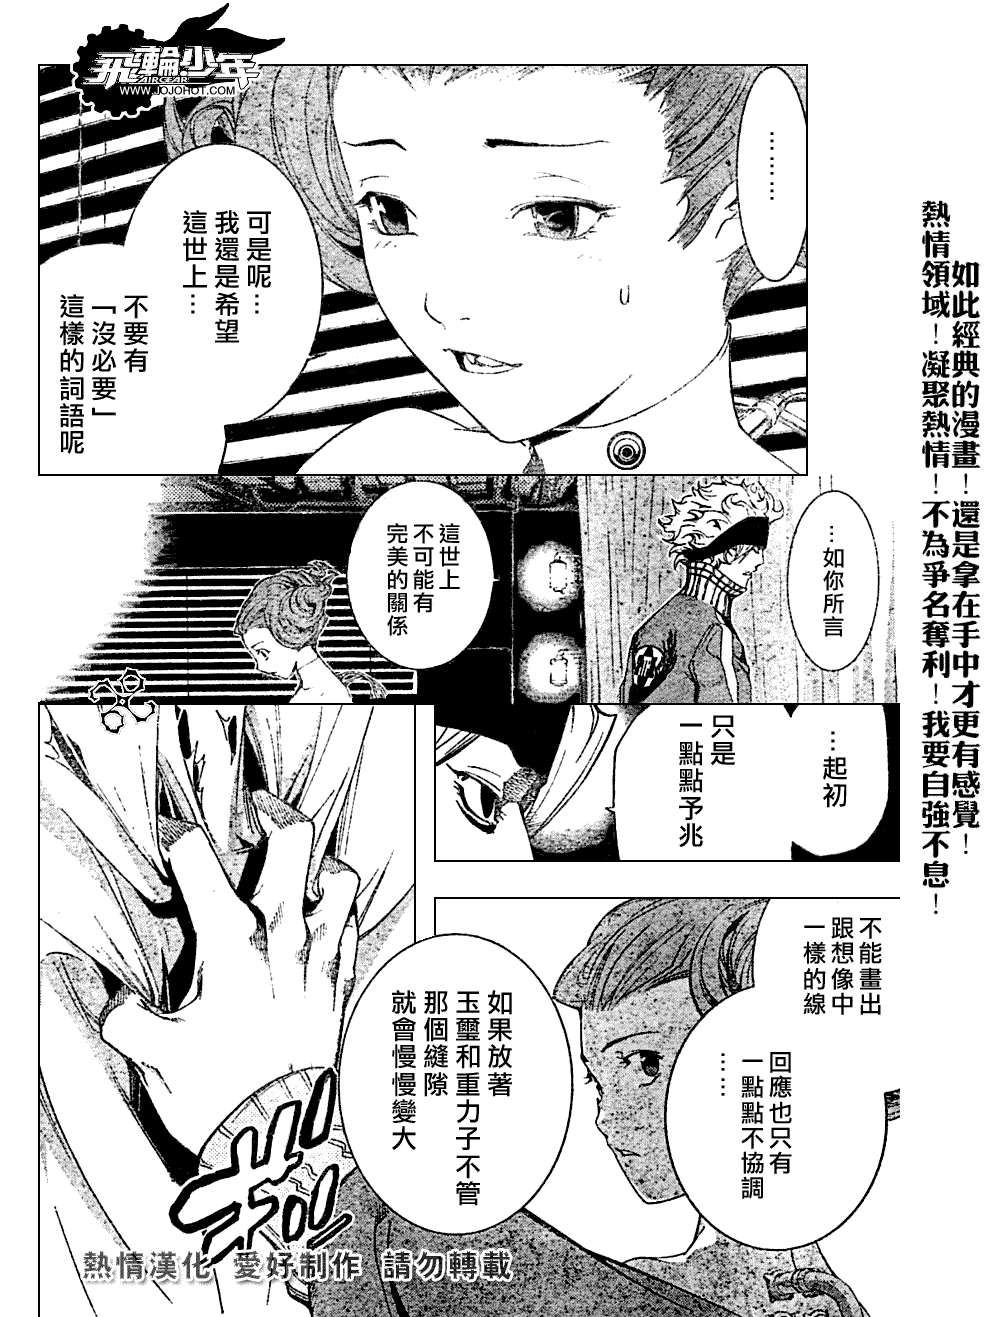 飛輪少年
AIRGEAR
WWW.JOJOHOT.COM
………
可是呢…
我還是希望
這世上…
不要有
「沒必要」
這樣的詞語呢
…如你所言
這世上
不可能有
完美的關係
…起初
只是
一點點予兆
不能畫出
跟想像中
一樣的線
回應也只有
一點點不協調
……
如果放著
玉璽和重力子不管
那個縫隙
就會慢慢變大
如此經典的漫畫！還是拿在手中才更有感覺！
熱情領域！凝聚熱情！不為爭名奪利！我要自強不息！
熱情漢化 愛好制作 請勿轉載